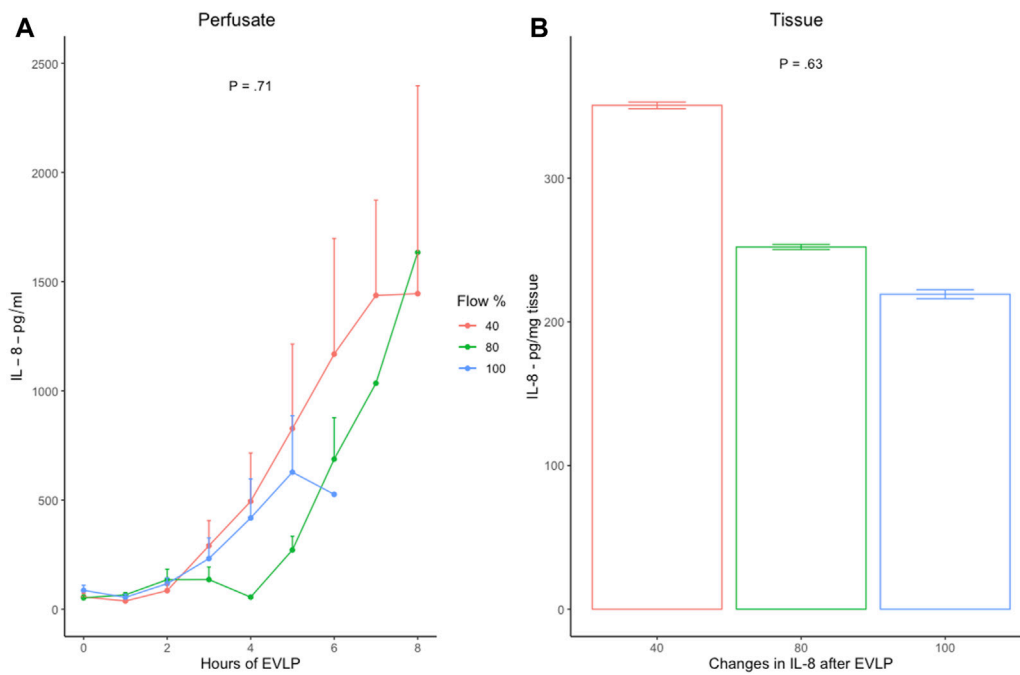 A
Perfusate
P = .71
2500
2000
1500
1000
500
0
IL – 8 – pg/ml
0
2
4
6
8
Hours of EVLP
Flow %
40
80
100
B
Tissue
P = .63
300
200
100
0
IL-8 - pg/mg tissue
40
80
100
Changes in IL-8 after EVLP